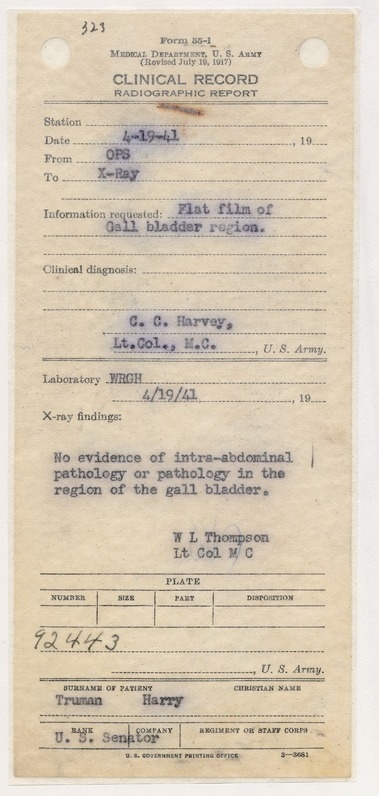 323
Form 55-1
MEDICAL DEPARTMENT, U. S. ARMY
(Revised July 19, 1917)
CLINICAL RECORD
RADIOGRAPHIC REPORT
Station
Date 4-19-41, 19
From OPS
To X-Ray
Information requested: Flat film of
Gall bladder region.
Clinical diagnosis:
C. C. Harvey,
Lt.Col., M.C., U. S. Army.
Laboratory WRGH
4/19/41, 19
X-ray findings:
No evidence of intra-abdominal
pathology or pathology in the
region of the gall bladder.
W L Thompson
Lt Col M C
PLATE
NUMBER SIZE PART DISPOSITION
92443
, U. S. Army.
SURNAME OF PATIENT CHRISTIAN NAME
Truman Harry
RANK COMPANY REGIMENT OR STAFF CORPS
U. S. Senator
U. S. GOVERNMENT PRINTING OFFICE 3—3681